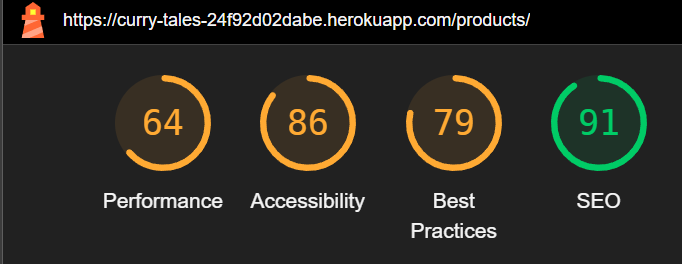 https://curry-tales-24f92d02dabe.herokuapp.com/products/
64 86 79 91
Performance Accessibility Best Practices SEO